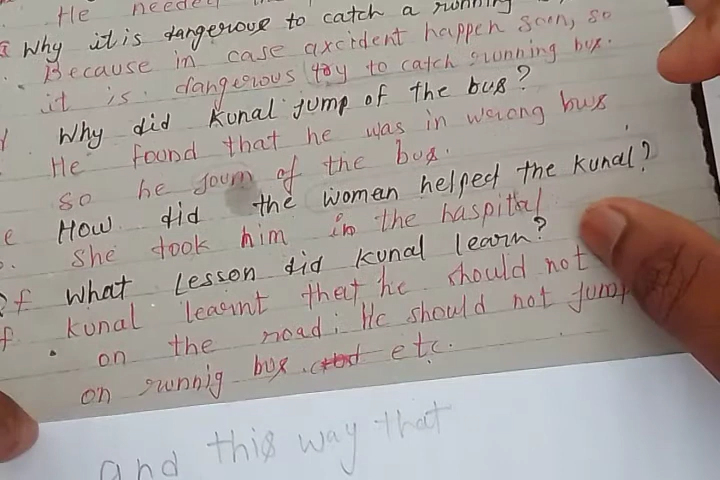 He needed
Why it is dangerous to catch a running
Because in case axcident happen soon, so
it is dangerous try to catch running bus.
Why did Kunal jump of the bus?
He found that he was in wrong bus
so he joum of the bus.
e How did the women helped the Kunal?
She took him in the haspital
f What Lesson did Kunal learn?
f. Kunal learnt that he should not
on the road; He should not jump
on runnig bus etc.
and this way that